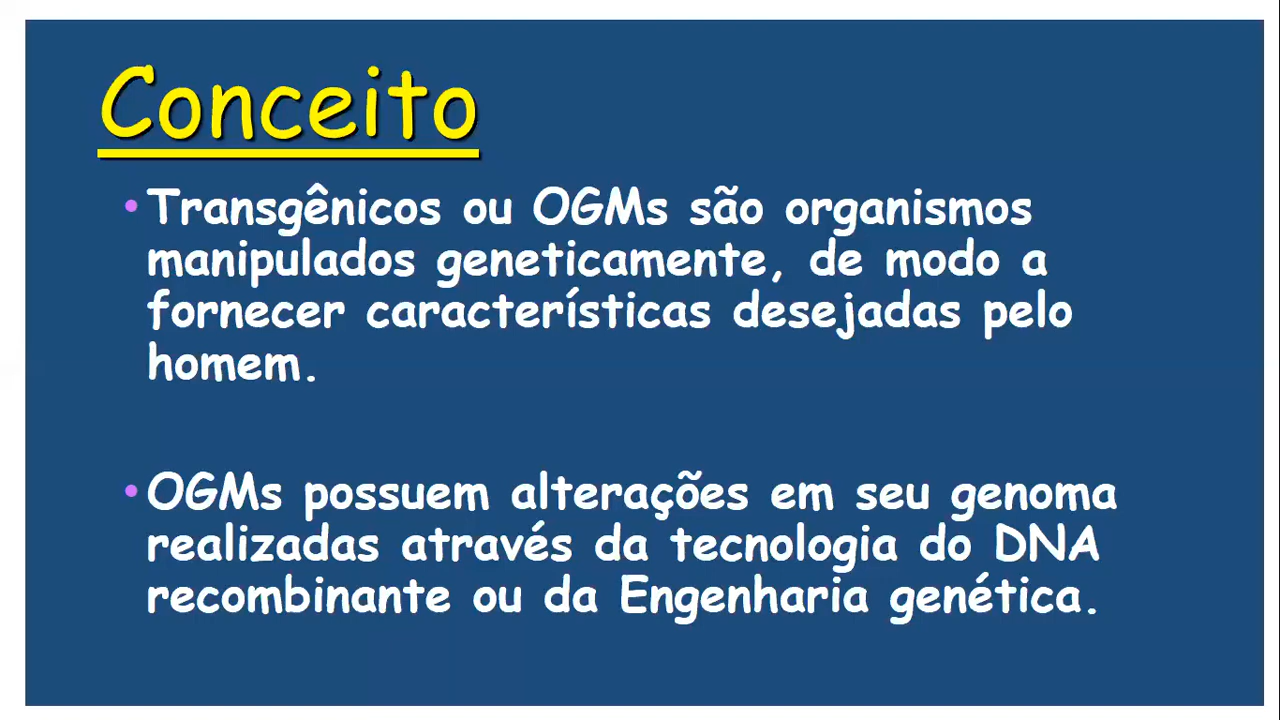 Conceito
• Transgênicos ou OGMs são organismos
manipulados geneticamente, de modo a
fornecer características desejadas pelo
homem.
• OGMs possuem alterações em seu genoma
realizadas através da tecnologia do DNA
recombinante ou da Engenharia genética.